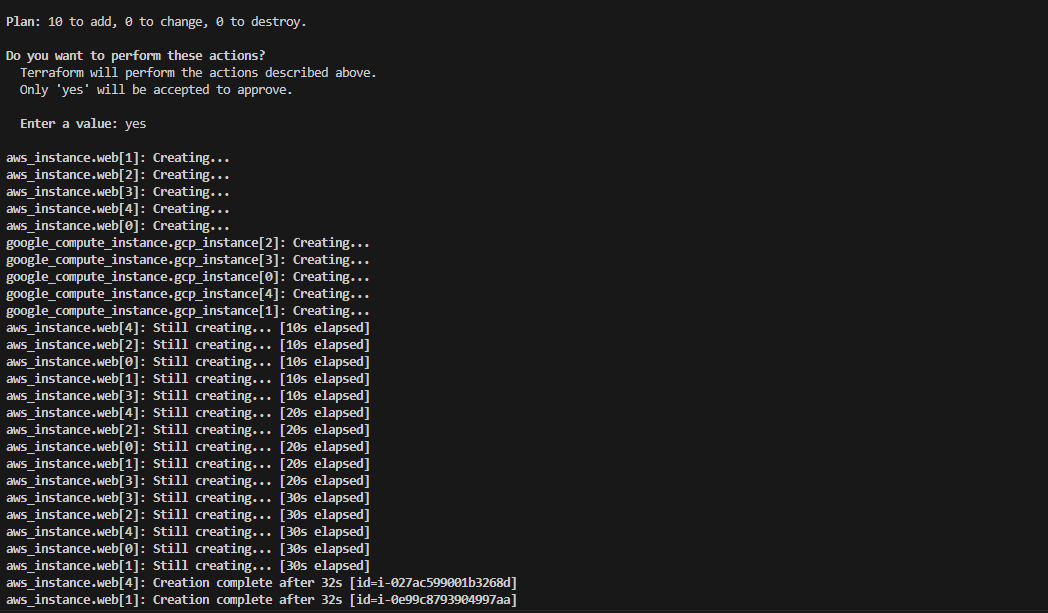 Plan: 10 to add, 0 to change, 0 to destroy.
Do you want to perform these actions?
Terraform will perform the actions described above.
Only 'yes' will be accepted to approve.
Enter a value: yes
aws_instance.web[1]: Creating...
aws_instance.web[2]: Creating...
aws_instance.web[3]: Creating...
aws_instance.web[4]: Creating...
aws_instance.web[0]: Creating...
google_compute_instance.gcp_instance[2]: Creating...
google_compute_instance.gcp_instance[3]: Creating...
google_compute_instance.gcp_instance[0]: Creating...
google_compute_instance.gcp_instance[4]: Creating...
google_compute_instance.gcp_instance[1]: Creating...
aws_instance.web[4]: Still creating... [10s elapsed]
aws_instance.web[2]: Still creating... [10s elapsed]
aws_instance.web[0]: Still creating... [10s elapsed]
aws_instance.web[1]: Still creating... [10s elapsed]
aws_instance.web[3]: Still creating... [10s elapsed]
aws_instance.web[4]: Still creating... [20s elapsed]
aws_instance.web[2]: Still creating... [20s elapsed]
aws_instance.web[0]: Still creating... [20s elapsed]
aws_instance.web[1]: Still creating... [20s elapsed]
aws_instance.web[3]: Still creating... [20s elapsed]
aws_instance.web[3]: Still creating... [30s elapsed]
aws_instance.web[2]: Still creating... [30s elapsed]
aws_instance.web[4]: Still creating... [30s elapsed]
aws_instance.web[0]: Still creating... [30s elapsed]
aws_instance.web[1]: Still creating... [30s elapsed]
aws_instance.web[4]: Creation complete after 32s [id=i-027ac599001b3268d]
aws_instance.web[1]: Creation complete after 32s [id=i-0e99c8793904997aa]